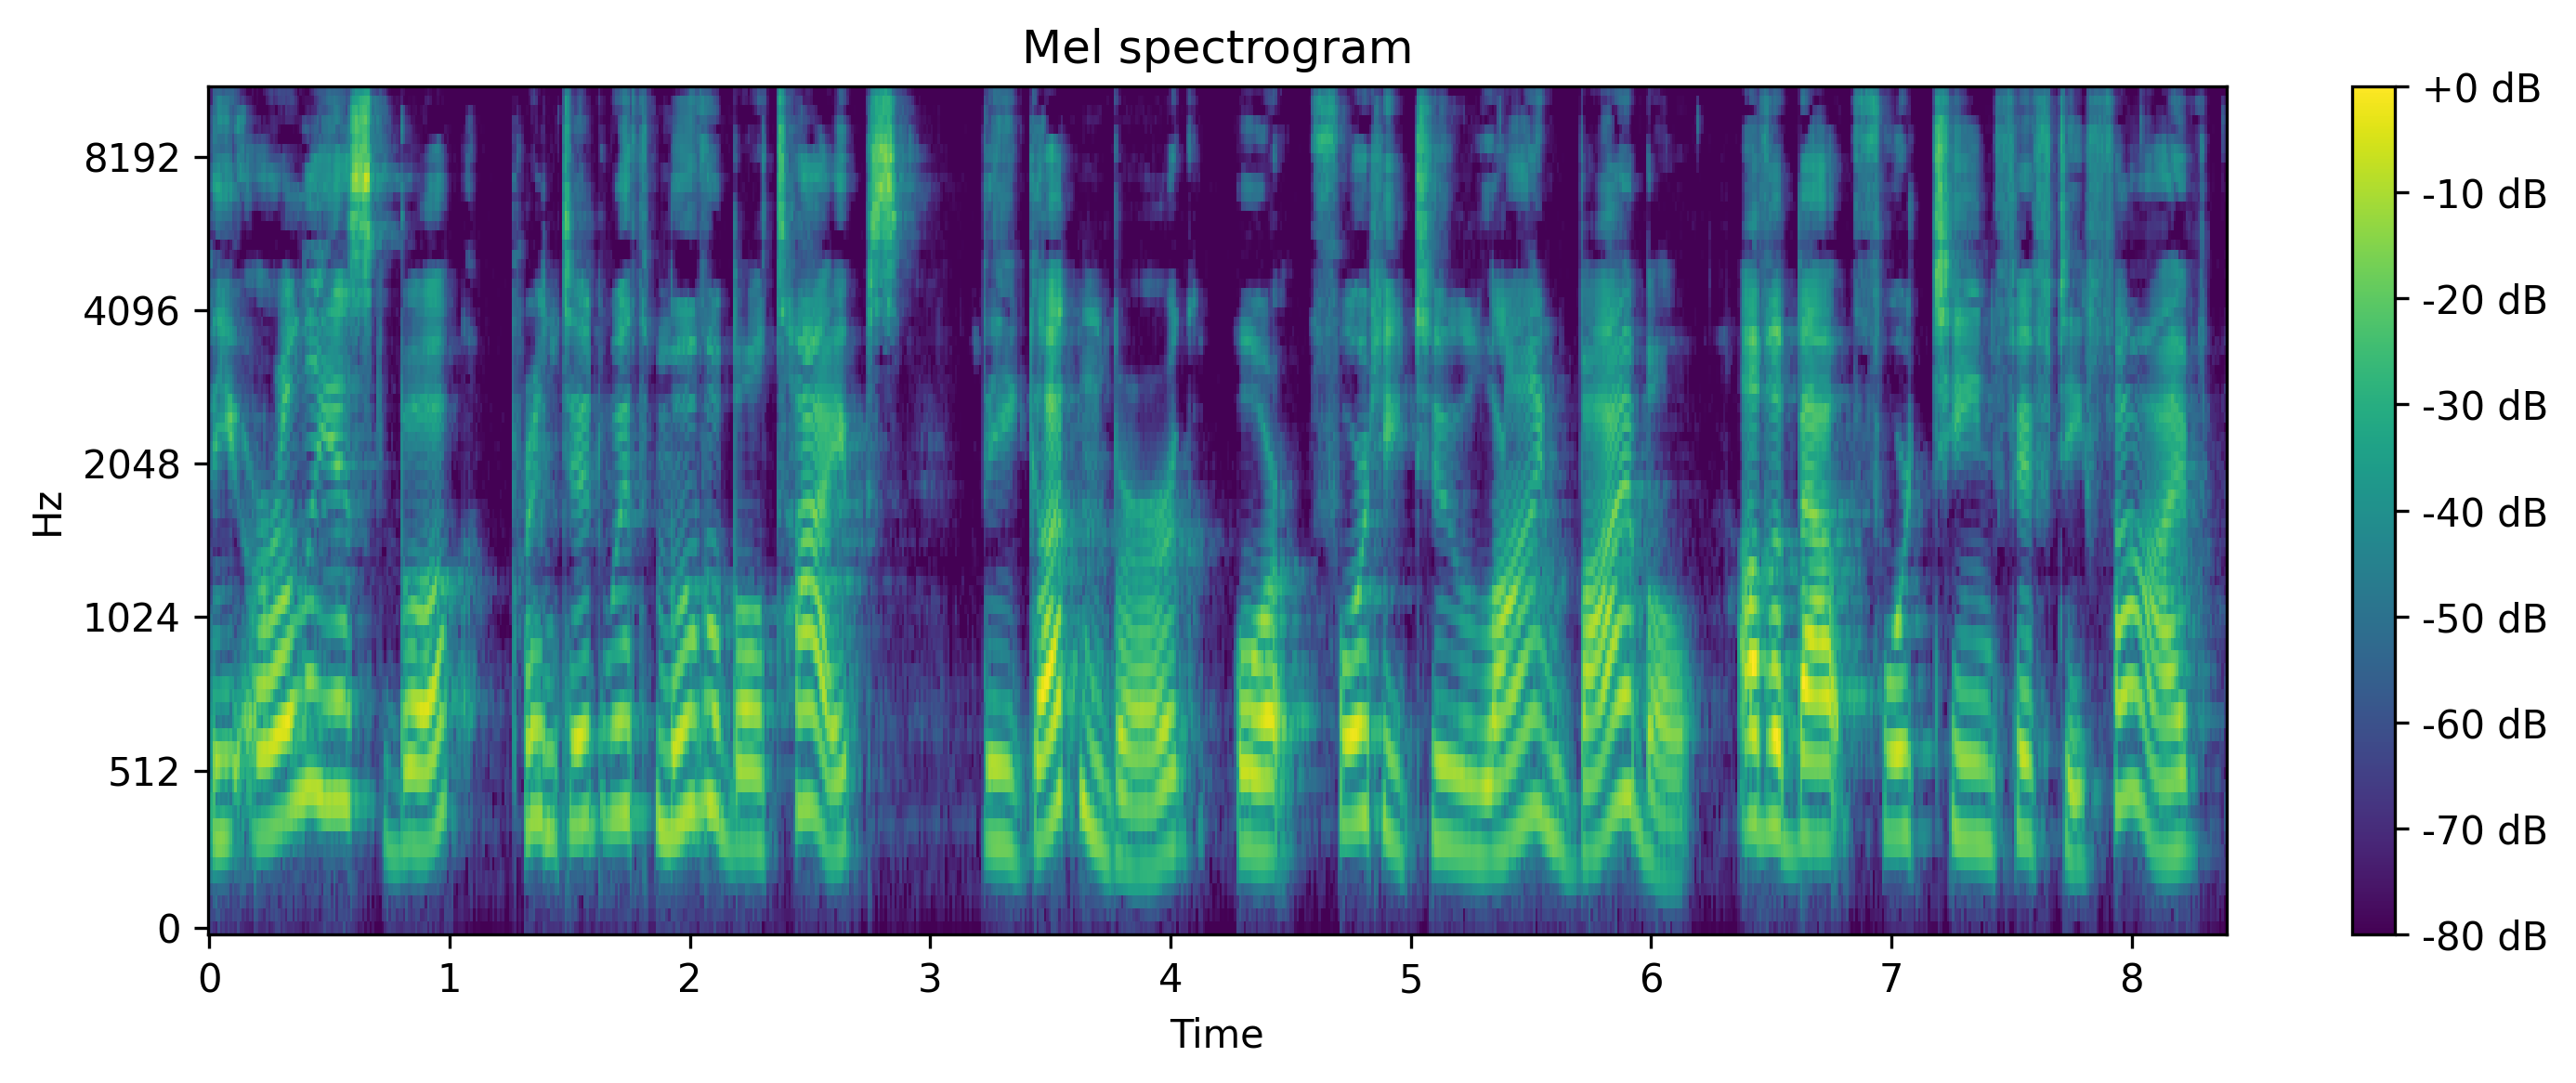 Mel spectrogram
+0 dB
8192
-10 dB
4096
-20 dB
-30 dB
2048
-40 dB
Hz
1024
-50 dB
-60 dB
512
-70 dB
0
-80 dB
0 1 2 3 4 5 6 7 8
Time